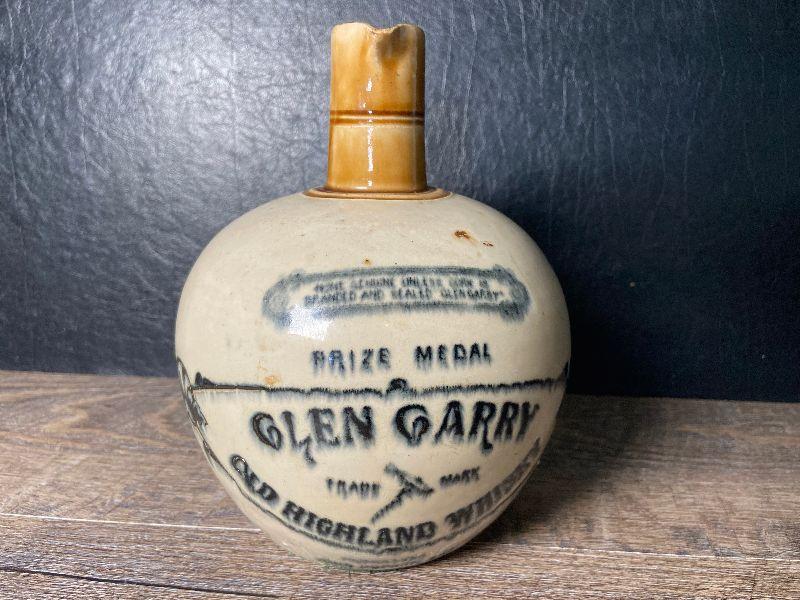 "NONE GENUINE UNLESS CORK IS
BRANDED AND SEALED "GLENGARRY"
PRIZE MEDAL
GLEN GARRY
TRADE MARK
OLD HIGHLAND WHISKY